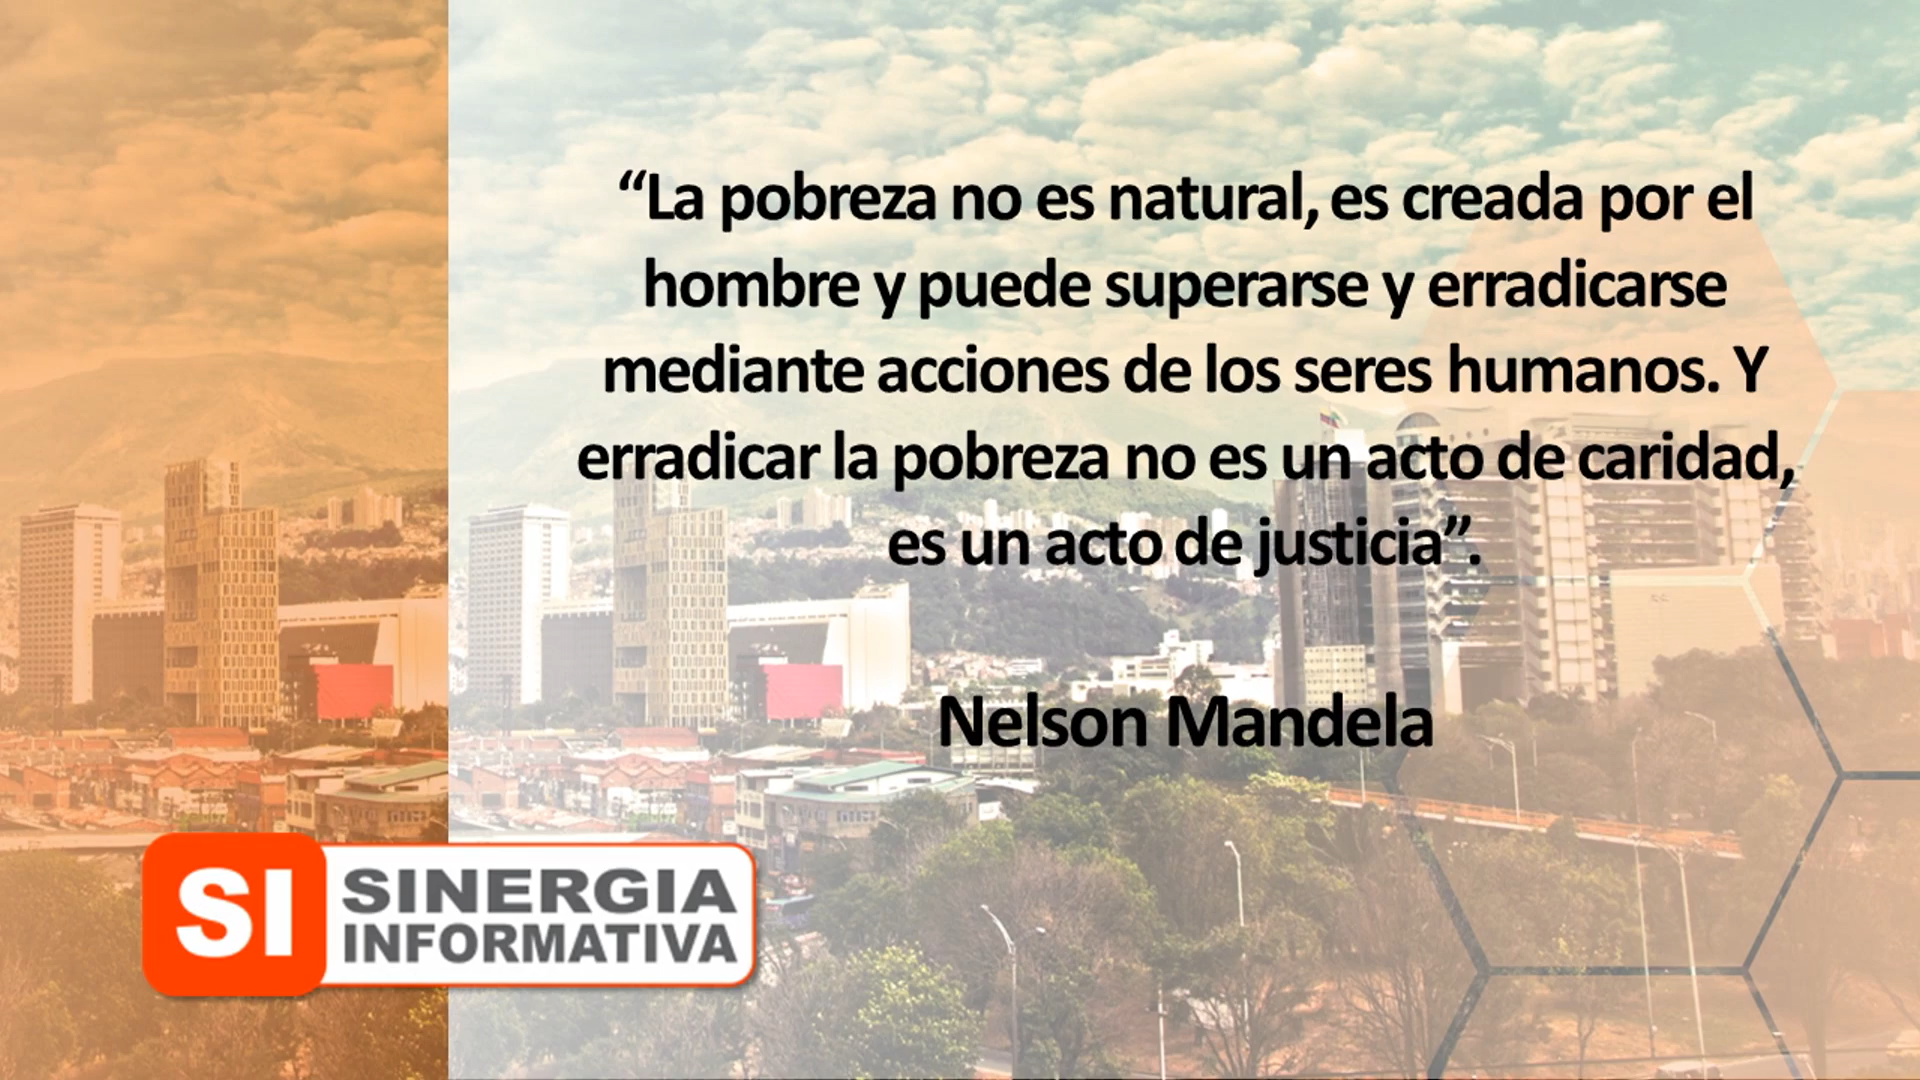 “La pobreza no es natural, es creada por el
hombre y puede superarse y erradicarse
mediante acciones de los seres humanos. Y
erradicar la pobreza no es un acto de caridad,
es un acto de justicia”.
Nelson Mandela
SI SINERGIA
INFORMATIVA